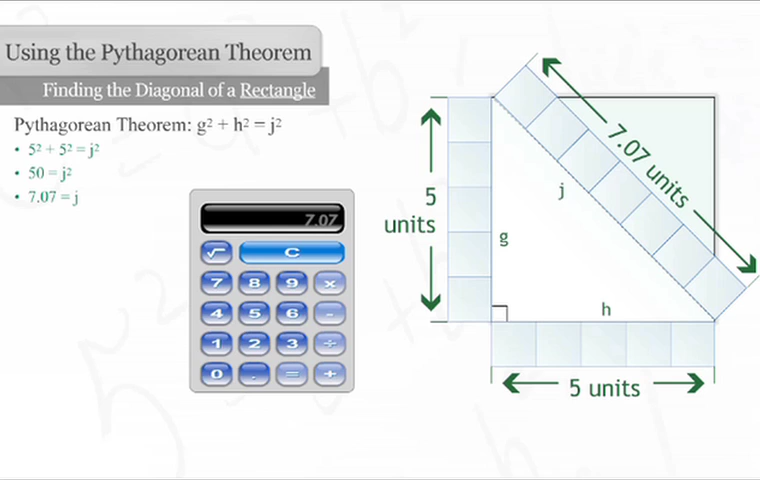 Using the Pythagorean Theorem
Finding the Diagonal of a Rectangle
Pythagorean Theorem: g² + h² = j²
• 5² + 5² = j²
• 50 = j²
• 7.07 = j
7.07
√ C
7 8 9 x
4 5 6 -
1 2 3 ÷
0 . = +
5
units
g
j
7.07 units
h
5 units